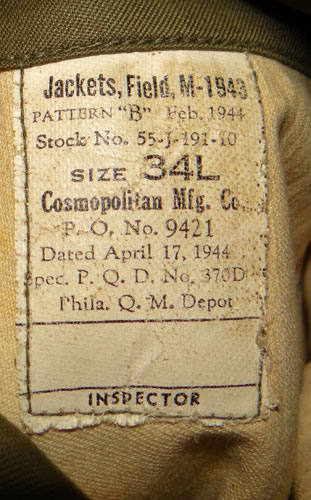 Jackets, Field, M-1943
PATTERN "B" Feb. 1944
Stock No. 55-J-191-10
SIZE 34L
Cosmopolitan Mfg. Co.
P. O. No. 9421
Dated April 17, 1944
Spec. P. Q. D. No. 370D
Phila. Q. M. Depot
INSPECTOR